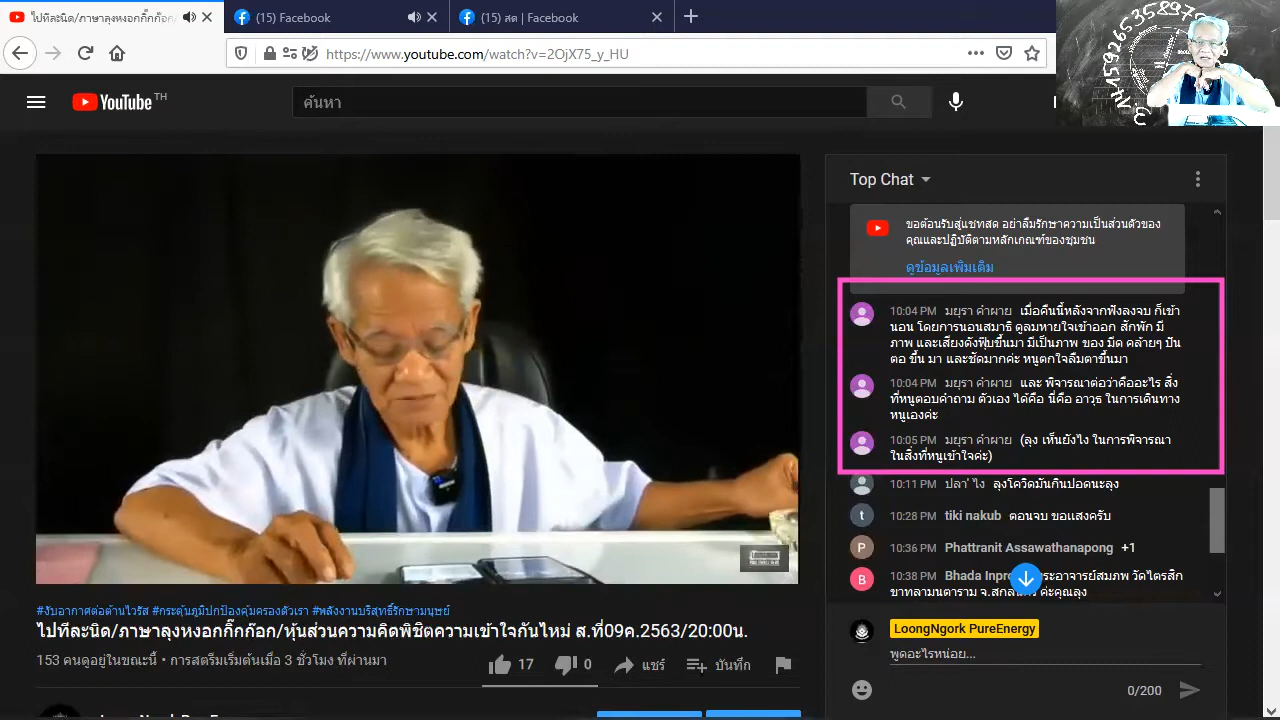 ไปทีละนิด/ภาษาลุงหงอกกิ๊กก๊อก/
(15) Facebook
(15) สด | Facebook
https://www.youtube.com/watch?v=2OjX75_y_HU
YouTube TH
ค้นหา
Top Chat
ขอต้อนรับสู่แชทสด อย่าลืมรักษาความเป็นส่วนตัวของ
คุณและปฏิบัติตามหลักเกณฑ์ของชุมชน
ดูข้อมูลเพิ่มเติม
10:04 PM มยุรา คำผาย เมื่อคืนนี้หลังจากฟังลุงจบ ก็เข้า
นอน โดยการนอนสมาธิ ดูลมหายใจเข้าออก สักพัก มี
ภาพ และเสียงดังฟึบขึ้นมา มีเป็นภาพ ของ มีด คล้ายๆ ปัน
ตอ ขึ้น มา และชัดมากค่ะ หนูตกใจลืมตาขึ้นมา
10:04 PM มยุรา คำผาย และ พิจารณาต่อว่าคืออะไร สิ่ง
ที่หนูตอบคำถาม ตัวเอง ได้คือ นี่คือ อาวุธ ในการเดินทาง
หนูเองค่ะ
10:05 PM มยุรา คำผาย (ลุง เห็นยังไง ในการพิจารณา
ในสิ่งที่หนูเข้าใจค่ะ)
10:11 PM ปลา' ไง ลุงโควิดมันกินปอดนะลุง
10:28 PM tiki nakub ตอนจบ ขอแสงครับ
10:36 PM Phattranit Assawathanapong +1
10:38 PM Bhada Inpro ระอาจารย์สมภพ วัดไตรสิก
ขาทลามนตาราม จ.สกลนคร ค่ะคุณลุง
#งับอากาศต่อต้านไวรัส #กระตุ้นภูมิปกป้องคุ้มครองตัวเรา #พลังงานบริสุทธิ์รักษามนุษย์
ไปทีละนิด/ภาษาลุงหงอกกิ๊กก๊อก/หุ้นส่วนความคิดพิชิตความเข้าใจกันไหม่ ส.ที่09ค.2563/20:00น.
153 คนดูอยู่ในขณะนี้ • การสตรีมเริ่มต้นเมื่อ 3 ชั่วโมง ที่ผ่านมา
17 0 แชร์ บันทึก
LoongNgork PureEnergy
พูดอะไรหน่อย...
0/200